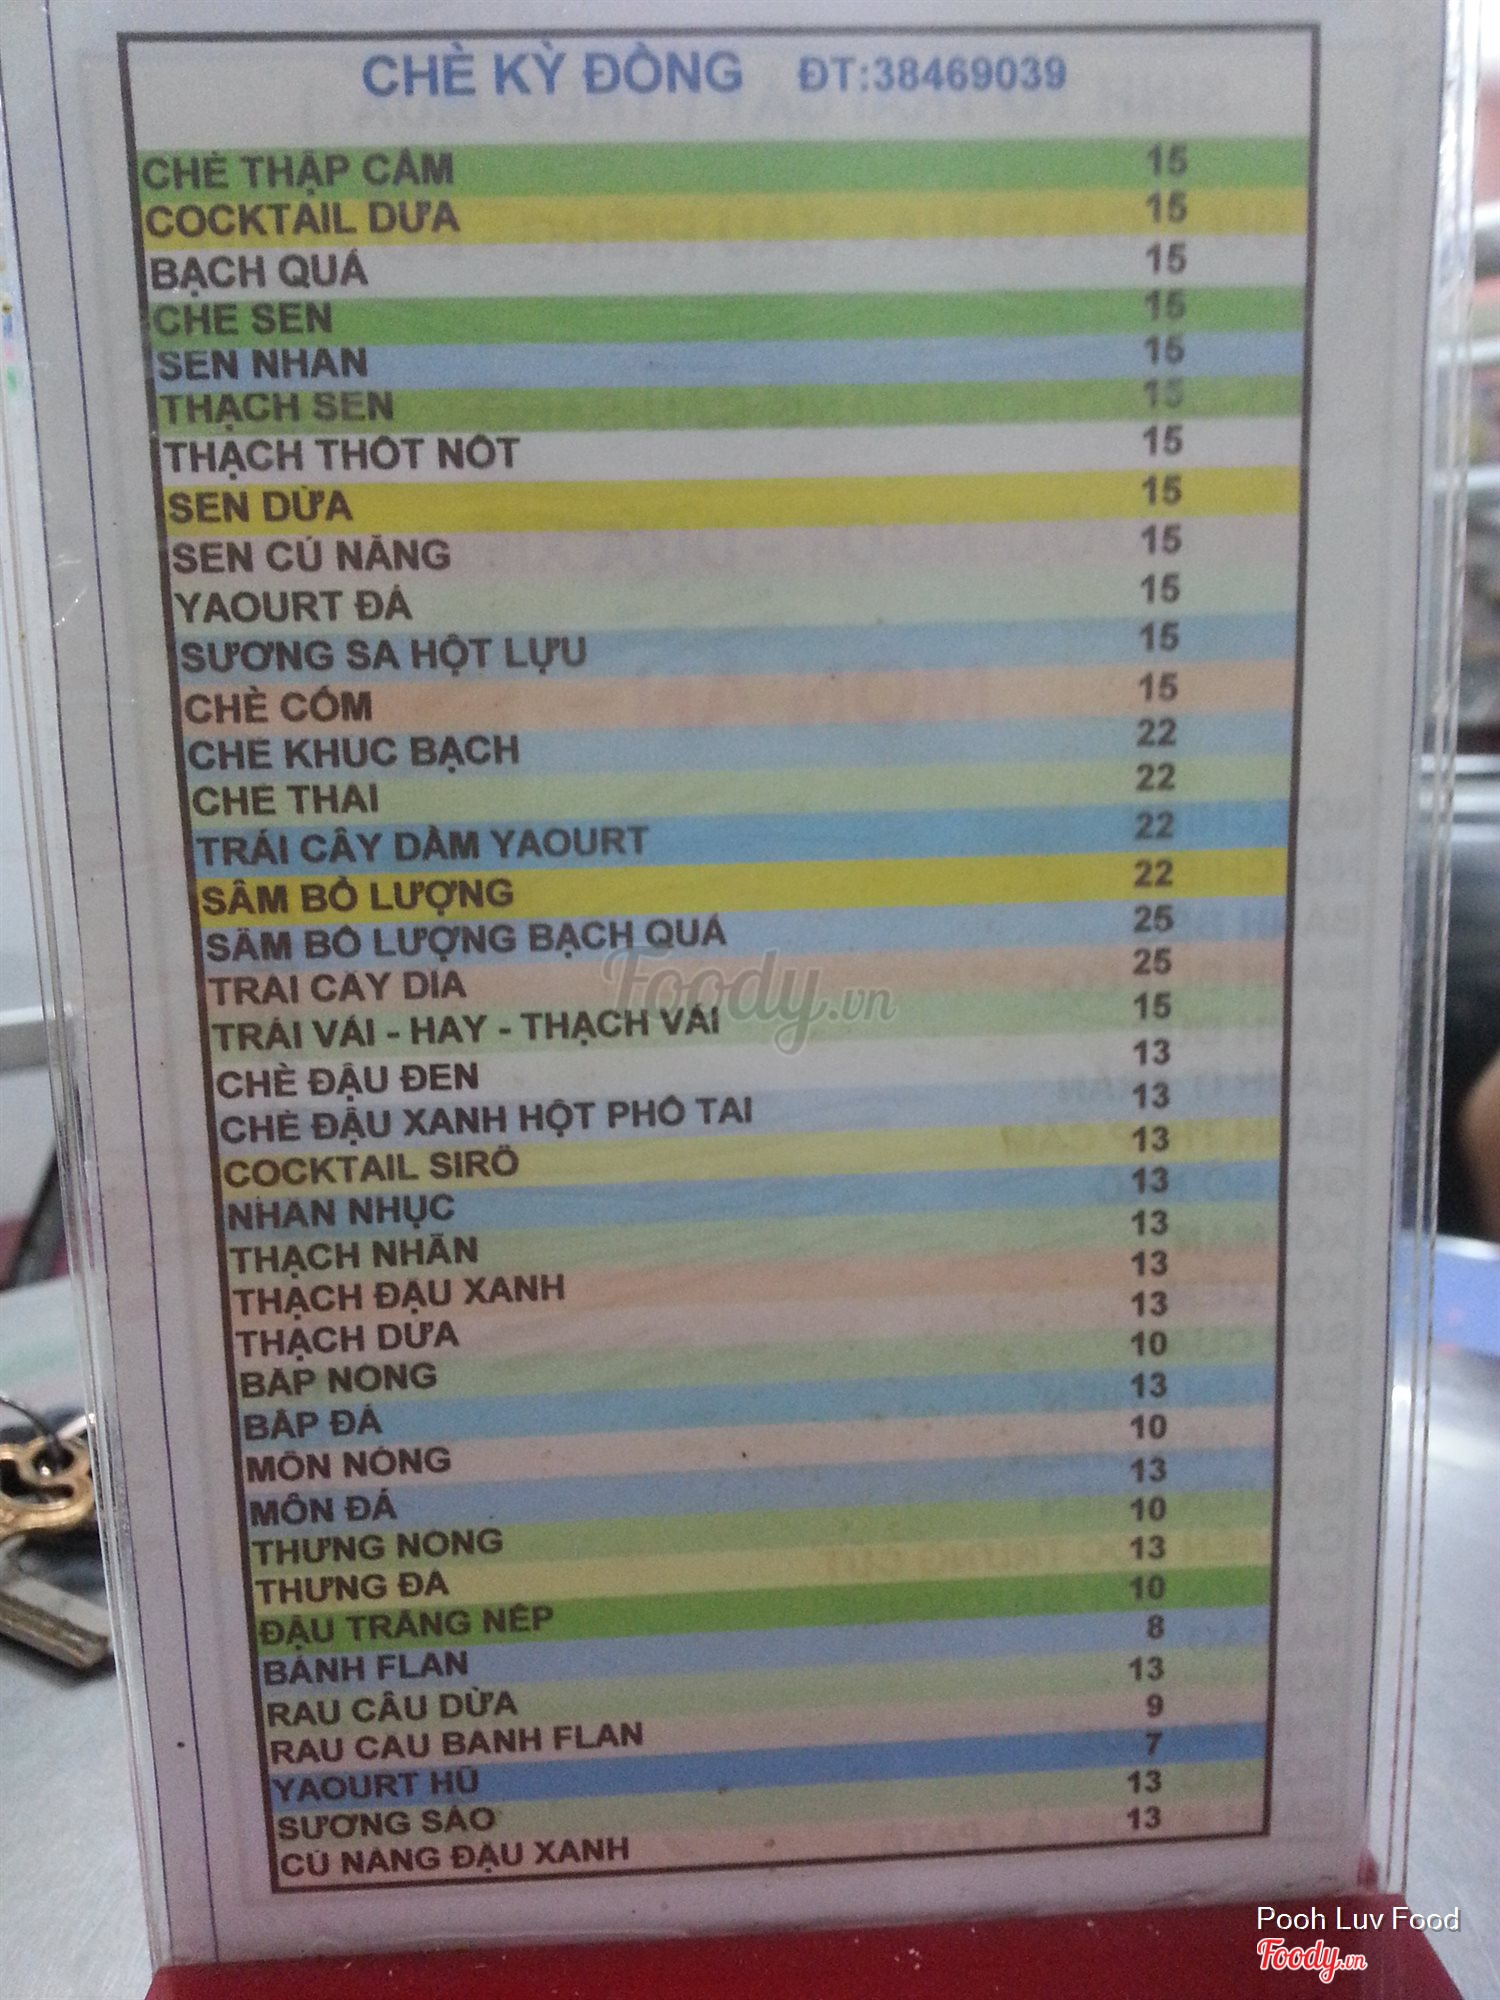 CHÈ KỲ ĐỒNG ĐT:38469039
CHÈ THẬP CẨM 15
COCKTAIL DƯA 15
BẠCH QUẢ 15
CHÈ SEN 15
SEN NHÃN 15
THẠCH SEN 15
THẠCH THỐT NỐT 15
SEN DỪA 15
SEN CỦ NĂNG 15
YAOURT ĐÁ 15
SƯƠNG SA HỘT LỰU 15
CHÈ CỐM 15
CHÈ KHÚC BẠCH 22
CHÈ THÁI 22
TRÁI CÂY DẦM YAOURT 22
SÂM BỔ LƯỢNG 22
SÂM BỔ LƯỢNG BẠCH QUẢ 25
TRÁI CÂY DĨA 25
TRÁI VẢI - HAY - THẠCH VẢI 15
CHÈ ĐẬU ĐEN 13
CHÈ ĐẬU XANH HỘT PHỔ TAI 13
COCKTAIL SIRÔ 13
NHÃN NHỤC 13
THẠCH NHÃN 13
THẠCH ĐẬU XANH 13
THẠCH DỪA 13
BẮP NÓNG 10
BẮP ĐÁ 13
MÔN NÓNG 10
MÔN ĐÁ 13
THƯNG NÓNG 10
THƯNG ĐÁ 13
ĐẬU TRẮNG NẾP 10
BÁNH FLAN 8
RAU CÂU DỪA 13
RAU CÂU BÁNH FLAN 9
YAOURT HŨ 7
SƯƠNG SÁO 13
CỦ NĂNG ĐẬU XANH 13
Foody.vn
Pooh Luv Food
Foody.vn